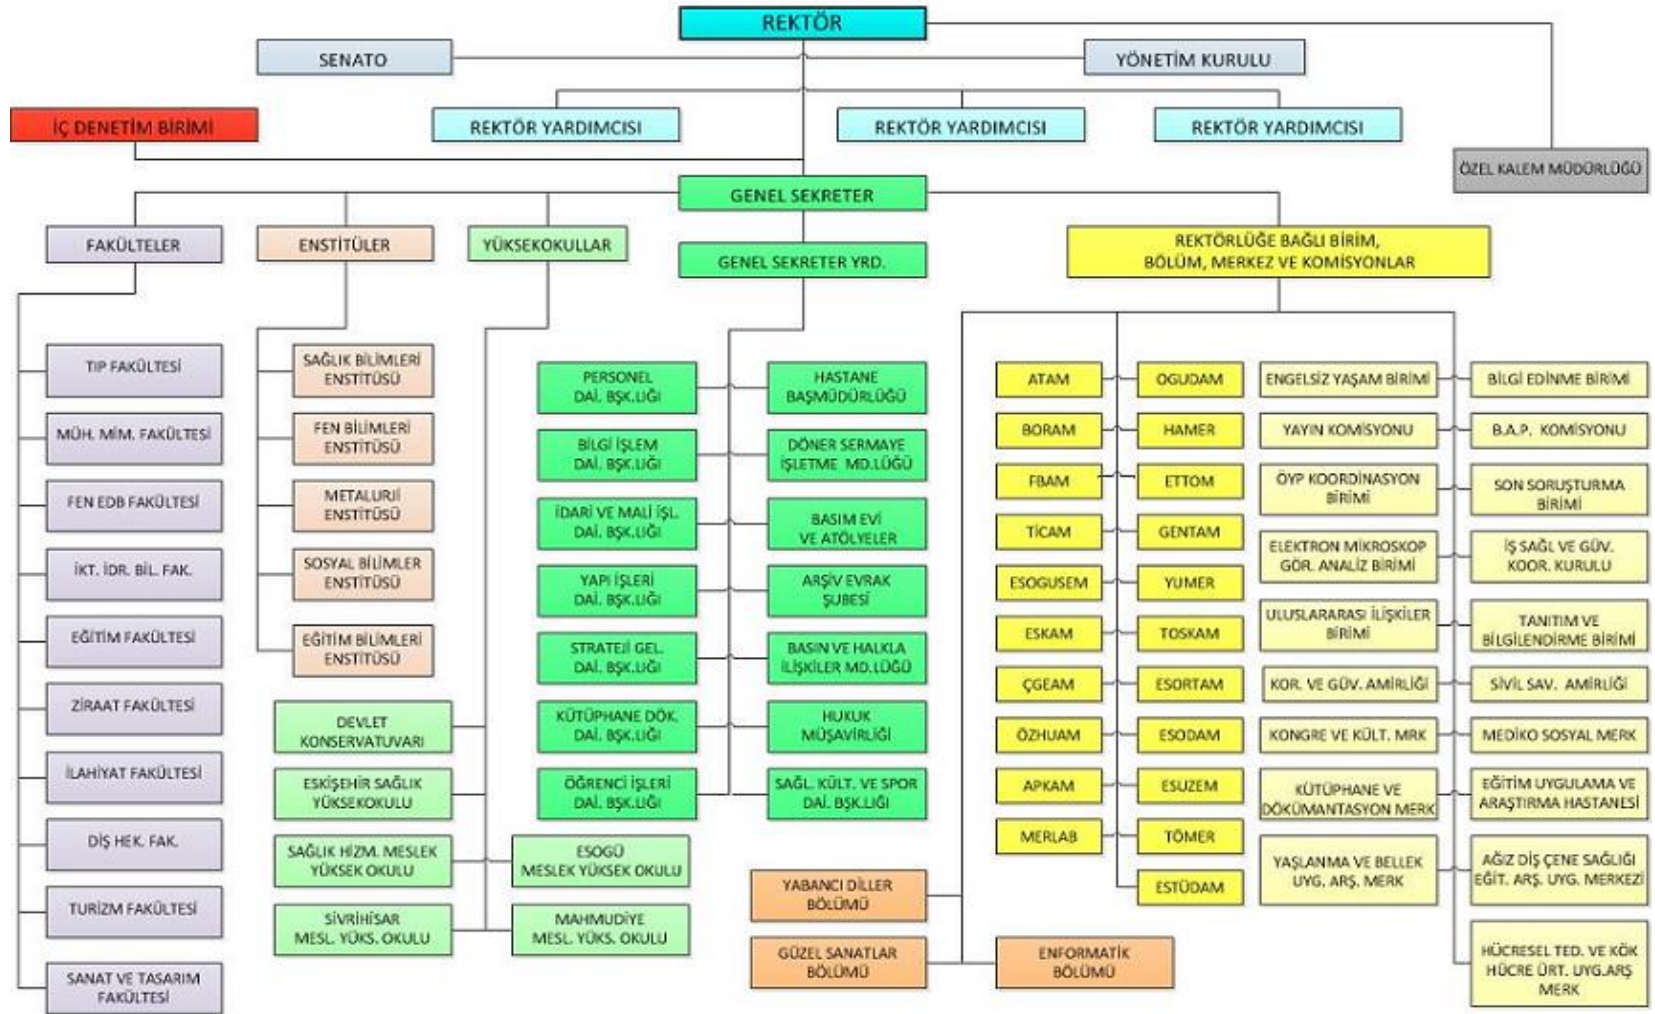 REKTÖR
SENATO
YÖNETİM KURULU
İÇ DENETİM BİRİMİ
REKTÖR YARDIMCISI
REKTÖR YARDIMCISI
REKTÖR YARDIMCISI
ÖZEL KALEM MÜDÜRLÜĞÜ
GENEL SEKRETER
FAKÜLTELER
ENSTİTÜLER
YÜKSEKOKULLAR
GENEL SEKRETER YRD.
REKTÖRLÜĞE BAĞLI BİRİM,
BÖLÜM, MERKEZ VE KOMİSYONLAR
TIP FAKÜLTESİ
MÜH. MİM. FAKÜLTESİ
FEN EDB FAKÜLTESİ
İKT. İDR. BİL. FAK.
EĞİTİM FAKÜLTESİ
ZİRAAT FAKÜLTESİ
İLAHİYAT FAKÜLTESİ
DİŞ HEK. FAK.
TURİZM FAKÜLTESİ
SANAT VE TASARIM
FAKÜLTESİ
SAĞLIK BİLİMLERİ
ENSTİTÜSÜ
FEN BİLİMLERİ
ENSTİTÜSÜ
METALURJİ
ENSTİTÜSÜ
SOSYAL BİLİMLER
ENSTİTÜSÜ
EĞİTİM BİLİMLERİ
ENSTİTÜSÜ
DEVLET
KONSERVATUVARI
ESKİŞEHİR SAĞLIK
YÜKSEKOKULU
SAĞLIK HİZM. MESLEK
YÜKSEK OKULU
ESOGÜ
MESLEK YÜKSEK OKULU
SİVRİHİSAR
MESL. YÜKS. OKULU
MAHMUDİYE
MESL. YÜKS. OKULU
PERSONEL
DAİ. BŞK.LIĞI
HASTANE
BAŞMÜDÜRLÜĞÜ
BİLGİ İŞLEM
DAİ. BŞK.LIĞI
DÖNER SERMAYE
İŞLETME MD.LÜĞÜ
İDARİ VE MALİ İŞL.
DAİ. BŞK.LIĞI
BASIM EVİ
VE ATÖLYELER
YAPI İŞLERİ
DAİ. BŞK.LIĞI
ARŞİV EVRAK
ŞUBESİ
STRATEJİ GEL.
DAİ. BŞK.LIĞI
BASIN VE HALKLA
İLİŞKİLER MD.LÜĞÜ
KÜTÜPHANE DÖK.
DAİ. BŞK.LIĞI
HUKUK
MÜŞAVİRLİĞİ
ÖĞRENCİ İŞLERİ
DAİ. BŞK.LIĞI
SAĞL. KÜLT. VE SPOR
DAİ. BŞK.LIĞI
YABANCI DİLLER
BÖLÜMÜ
GÜZEL SANATLAR
BÖLÜMÜ
ENFORMATİK
BÖLÜMÜ
ATAM
OGUDAM
BORAM
HAMER
FBAM
ETTOM
TİCAM
GENTAM
ESOGUSEM
YUMER
ESKAM
TOSKAM
ÇGEAM
ESORTAM
ÖZHUAM
ESODAM
APKAM
ESUZEM
MERLAB
TÖMER
ESTÜDAM
ENGELSİZ YAŞAM BİRİMİ
BİLGİ EDİNME BİRİMİ
YAYIN KOMİSYONU
B.A.P. KOMİSYONU
ÖYP KOORDİNASYON
BİRİMİ
SON SORUŞTURMA
BİRİMİ
ELEKTRON MİKROSKOP
GÖR. ANALİZ BİRİMİ
İŞ SAĞL VE GÜV.
KOOR. KURULU
ULUSLARARASI İLİŞKİLER
BİRİMİ
TANITIM VE
BİLGİLENDİRME BİRİMİ
KOR. VE GÜV. AMİRLİĞİ
SİVİL SAV. AMİRLİĞİ
KONGRE VE KÜLT. MRK
MEDİKO SOSYAL MERK
KÜTÜPHANE VE
DÖKÜMANTASYON MERK
EĞİTİM UYGULAMA VE
ARAŞTIRMA HASTANESİ
YAŞLANMA VE BELLEK
UYG. ARŞ. MERK
AĞIZ DİŞ ÇENE SAĞLIĞI
EĞİT. ARŞ. UYG. MERKEZİ
HÜCRESEL TED. VE KÖK
HÜCRE ÜRT. UYG.ARŞ
MERK